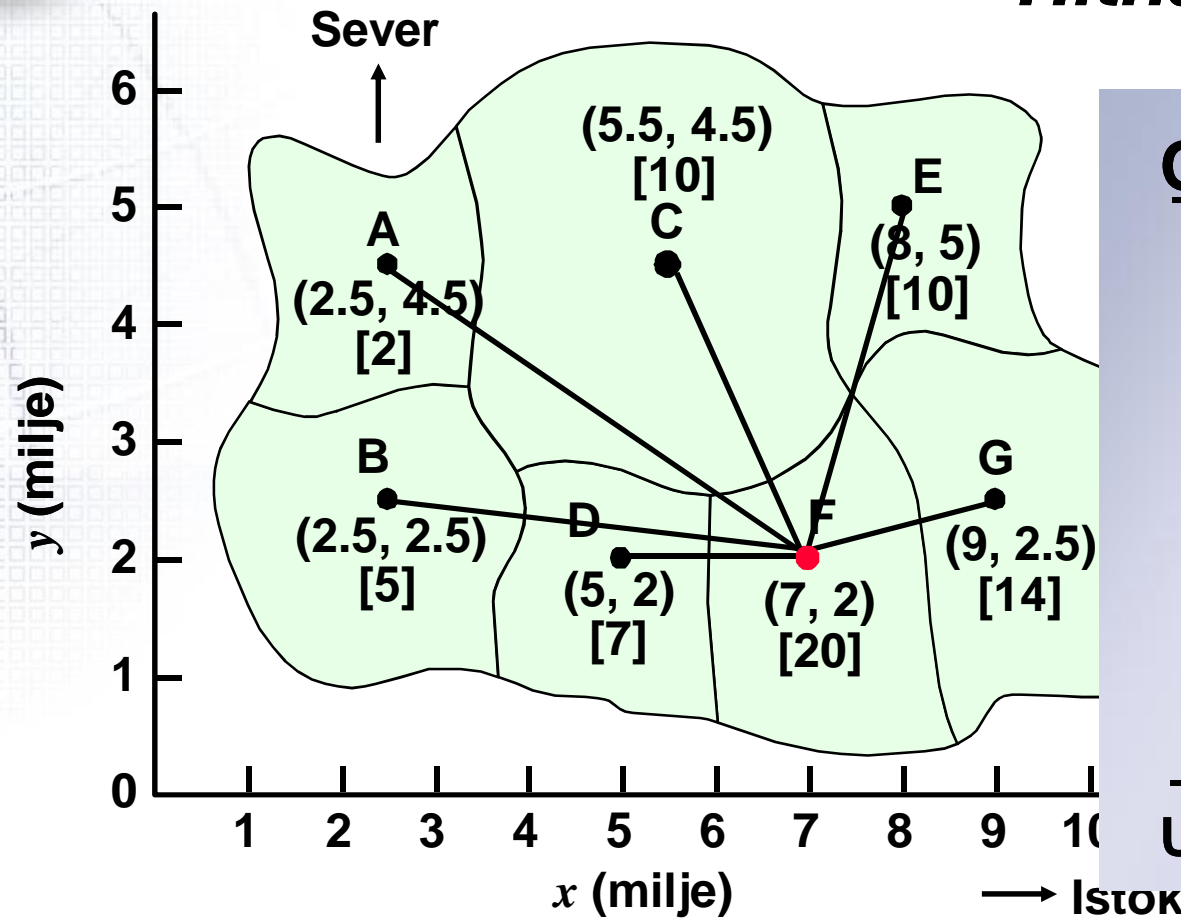 Sever
6
5
4
3
2
1
0
y (milje)
A
(2.5, 4.5)
[2]
(5.5, 4.5)
[10]
C
E
(8, 5)
[10]
B
(2.5, 2.5)
[5]
D
(5, 2)
[7]
F
(7, 2)
[20]
G
(9, 2.5)
[14]
1 2 3 4 5 6 7 8 9
x (milje)
Istok